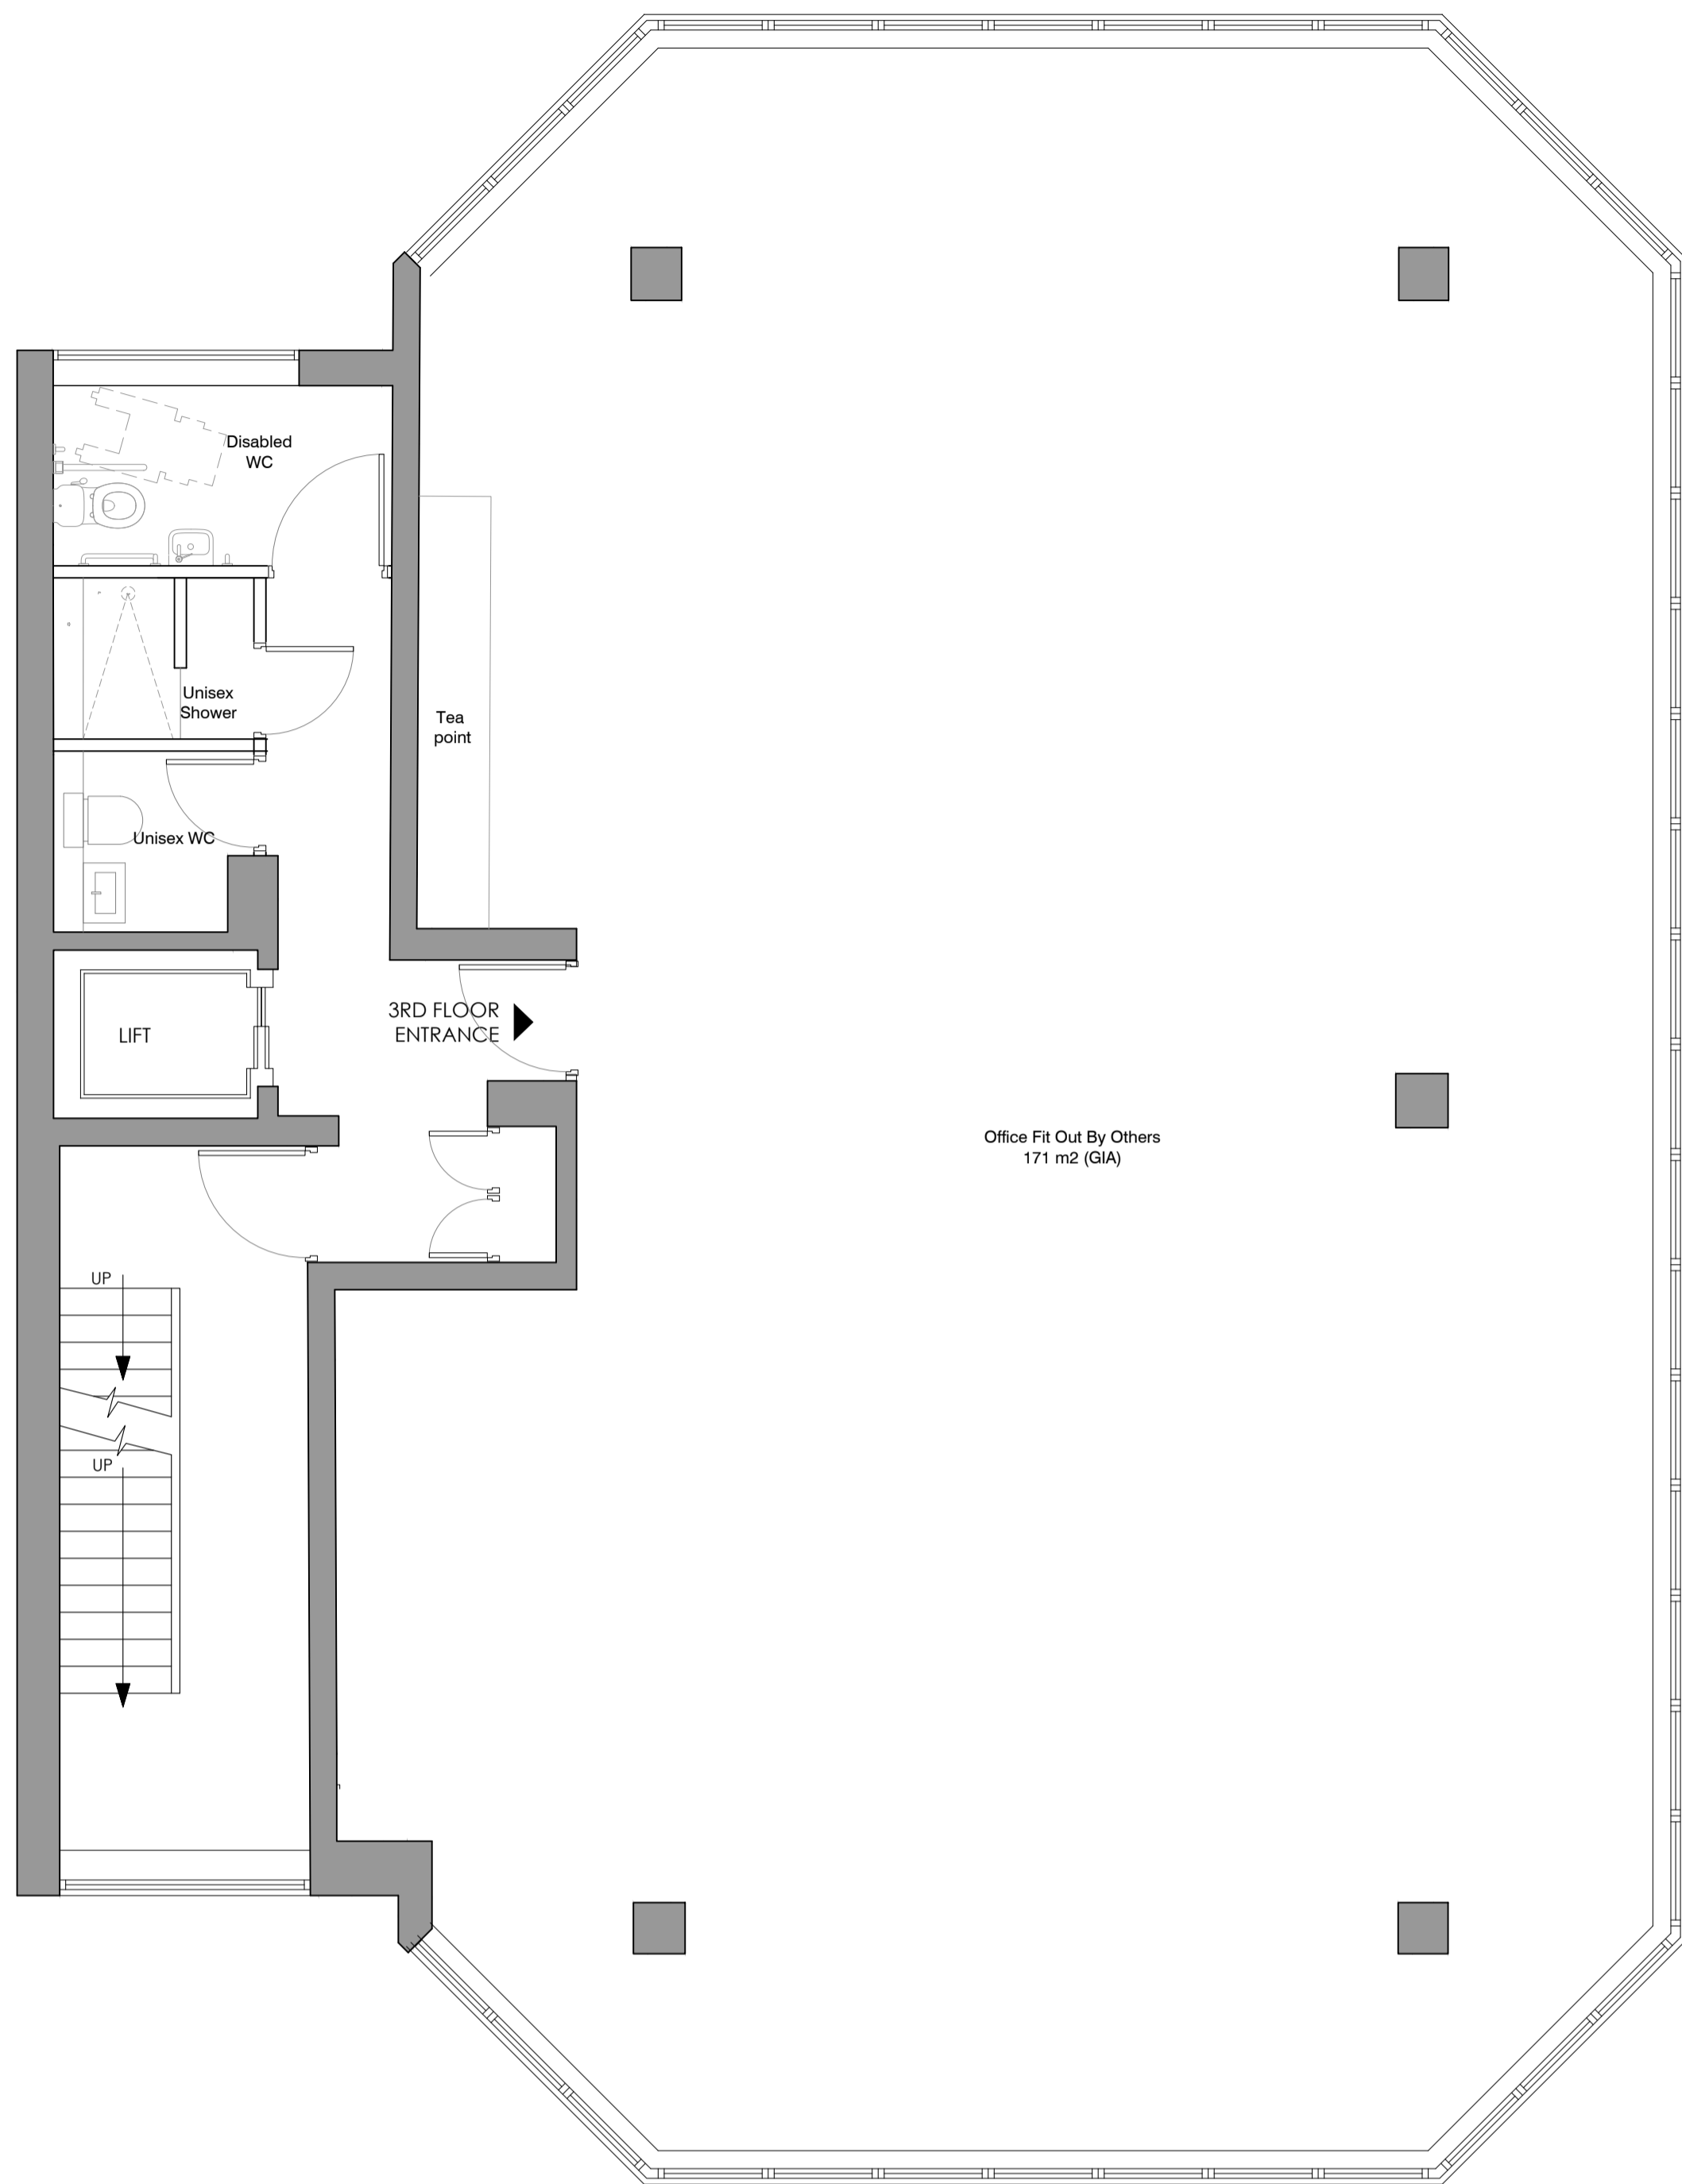 Disabled
WC
Unisex
Shower
Tea
point
Unisex WC
3RD FLOOR
ENTRANCE
LIFT
Office Fit Out By Others
171 m2 (GIA)
UP
UP